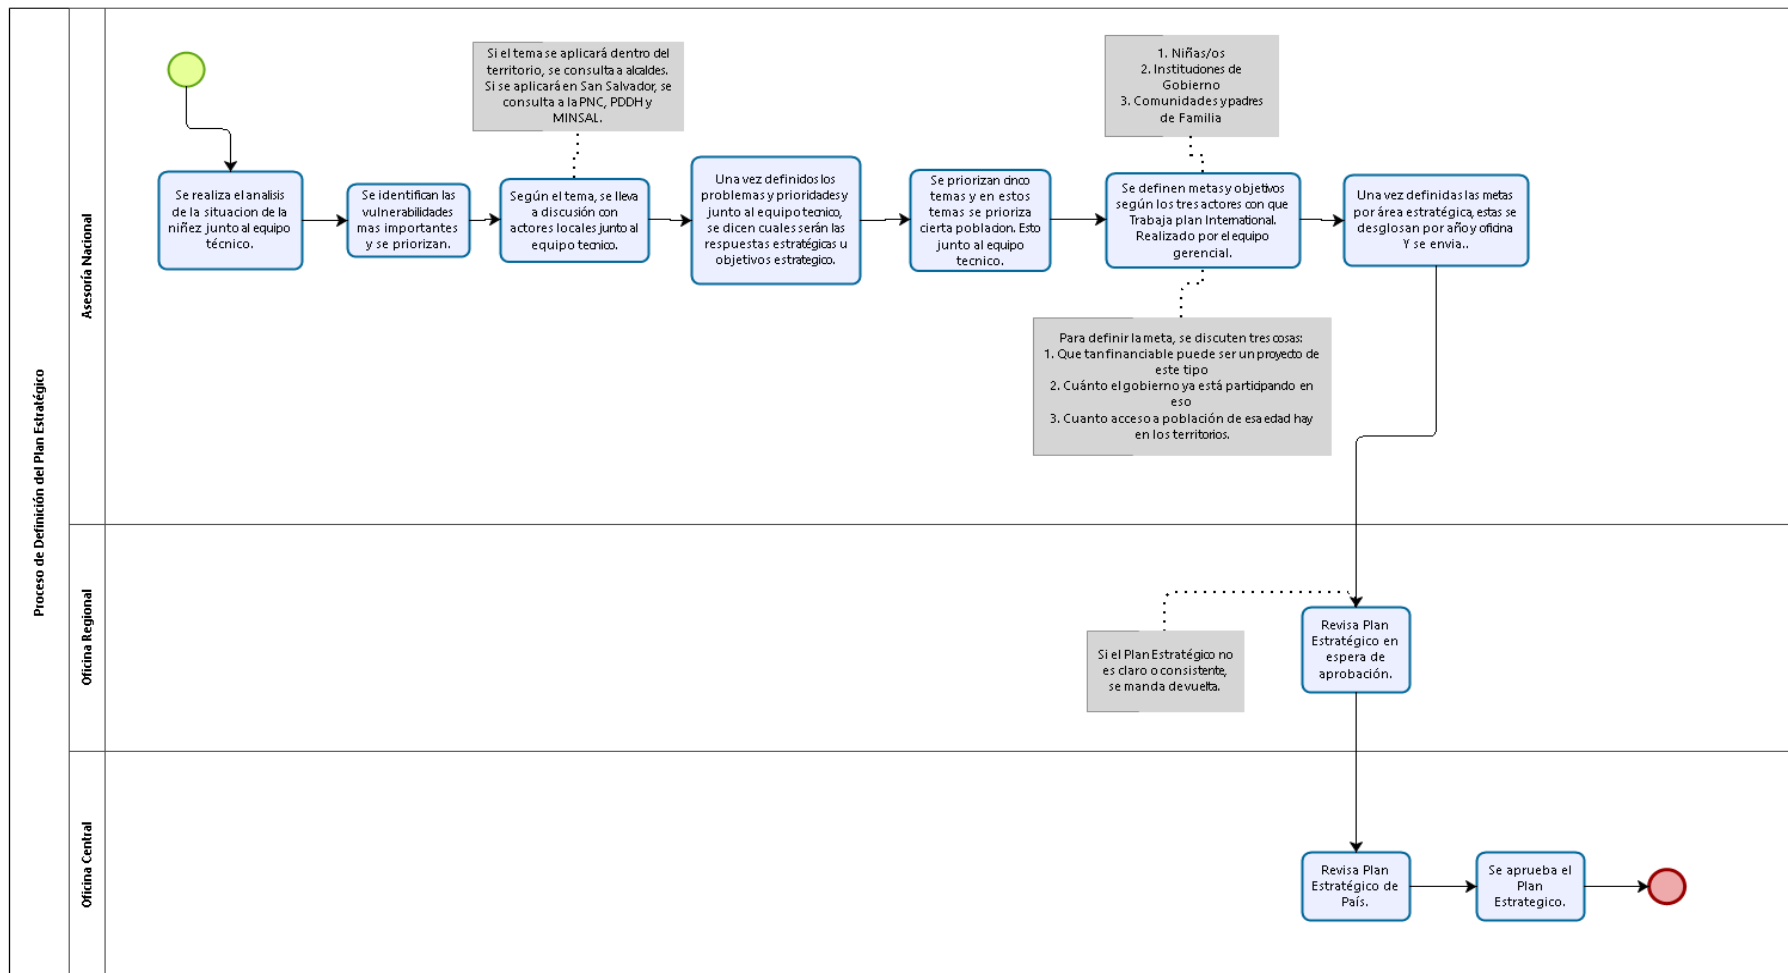 Proceso de Definición del Plan Estratégico
Asesoría Nacional
Si el tema se aplicará dentro del
territorio, se consulta a alcaldes.
Si se aplicará en San Salvador, se
consulta a la PNC, PDDH y
MINSAL.
1. Niñas/os
2. Instituciones de
Gobierno
3. Comunidades y padres
de Familia
Se realiza el analisis
de la situacion de la
niñez junto al equipo
técnico.
Se identifican las
vulnerabilidades
mas importantes
y se priorizan.
Según el tema, se lleva
a discusión con
actores locales junto al
equipo tecnico.
Una vez definidos los
problemas y prioridades y
junto al equipo tecnico,
se dicen cuales serán las
respuestas estratégicas u
objetivos estrategico.
Se priorizan cinco
temas y en estos
temas se prioriza
cierta poblacion. Esto
junto al equipo
tecnico.
Se definen metas y objetivos
según los tres actores con que
Trabaja plan International.
Realizado por el equipo
gerencial.
Una vez definidas las metas
por área estratégica, estas se
desglosan por año y oficina
Y se envia..
Para definir la meta, se discuten tres cosas:
1. Que tan financiable puede ser un proyecto de
este tipo
2. Cuánto el gobierno ya está participando en
eso
3. Cuanto acceso a población de esa edad hay
en los territorios.
Oficina Regional
Si el Plan Estratégico no
es claro o consistente,
se manda devuelta.
Revisa Plan
Estratégico en
espera de
aprobación.
Oficina Central
Revisa Plan
Estratégico de
País.
Se aprueba el
Plan
Estrategico.